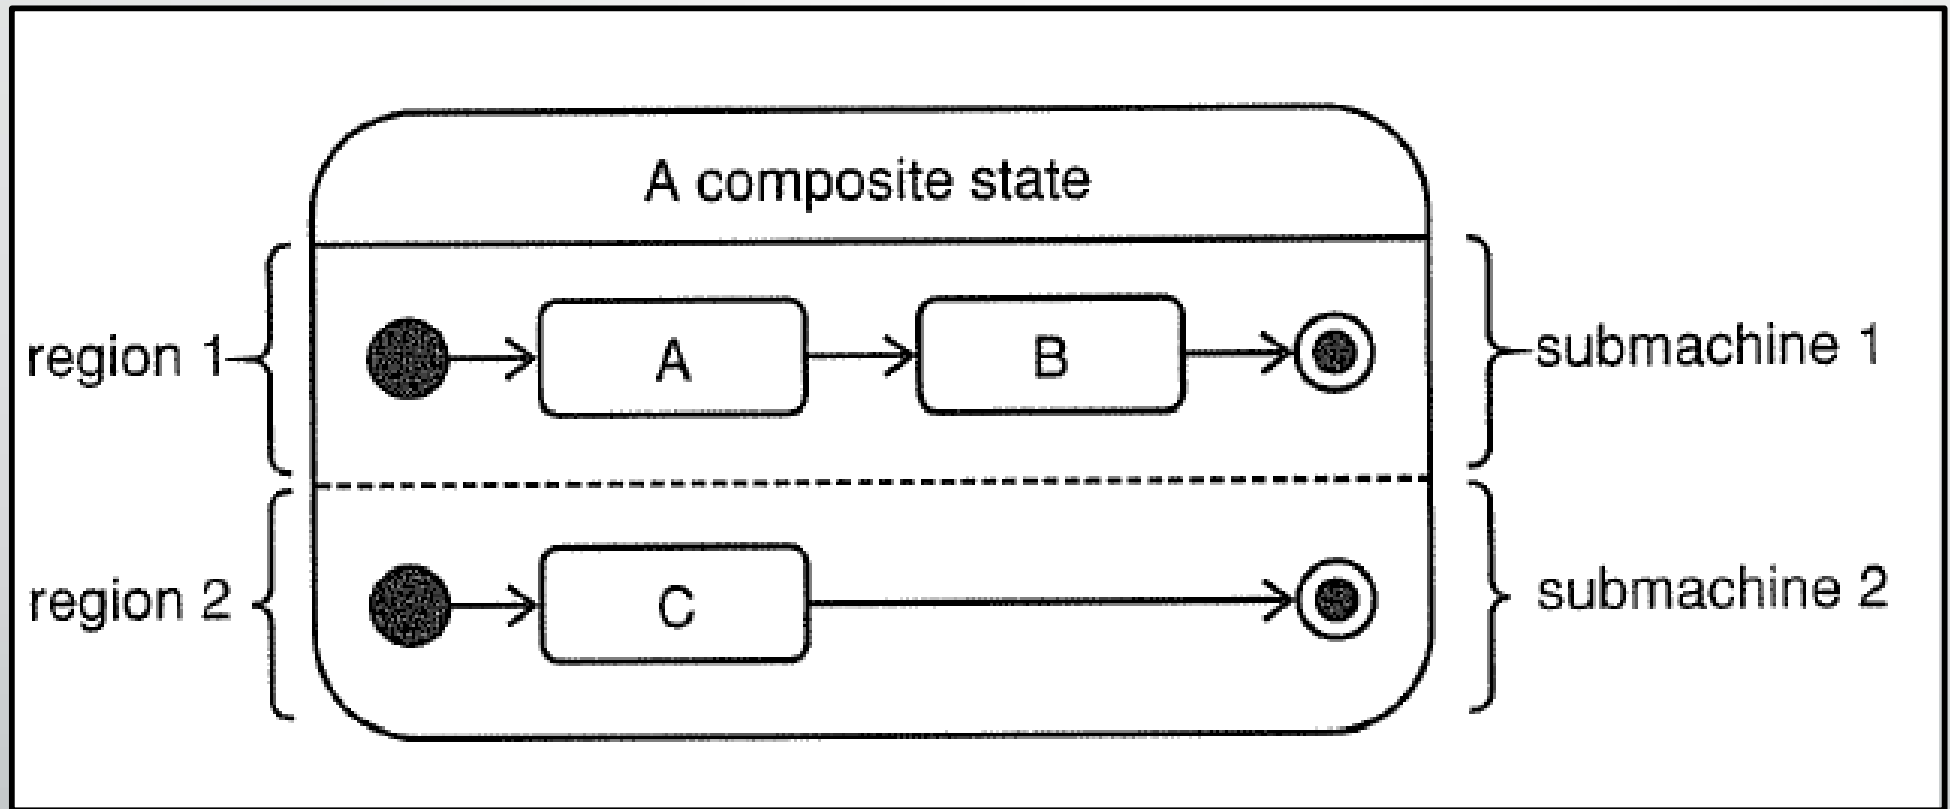 A composite state
region 1
A
B
submachine 1
region 2
C
submachine 2